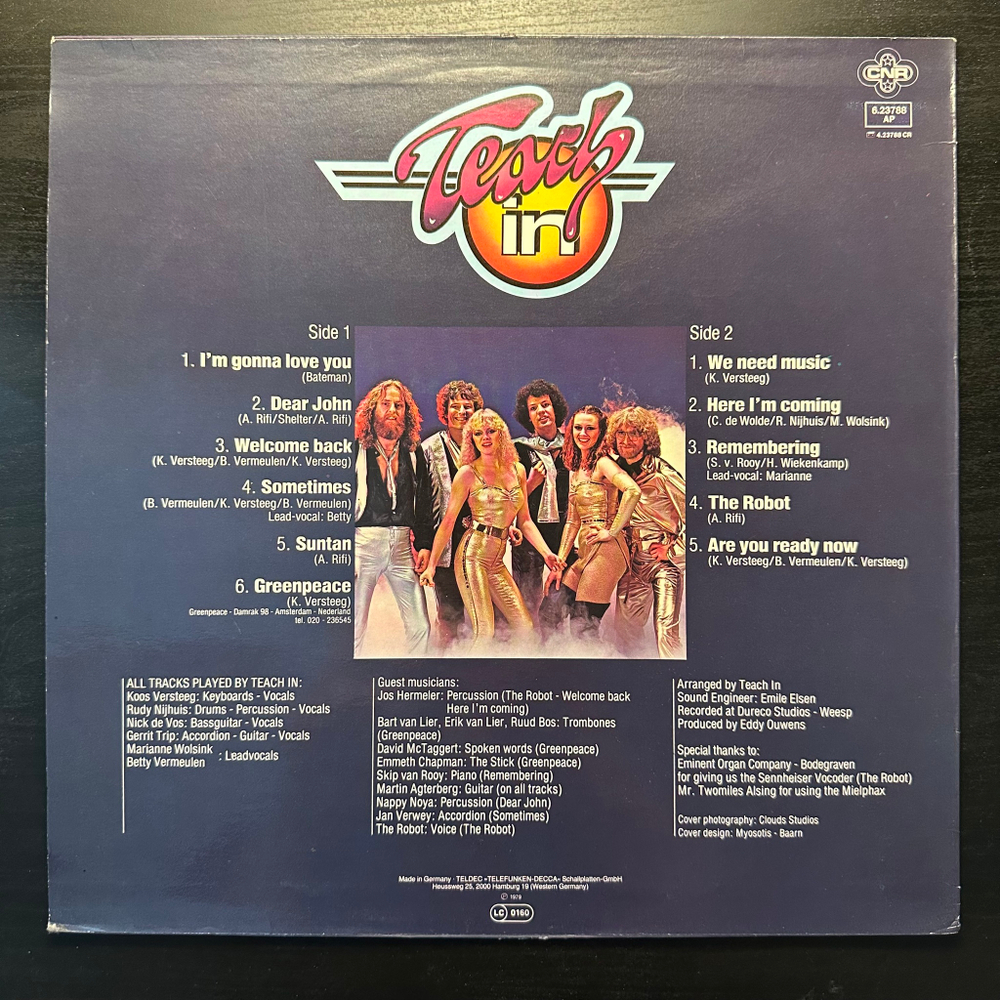 CNR
6.23788
AP
4.23788 CR
Teach
in
Side 1
1. I'm gonna love you
(Bateman)
2. Dear John
(A. Rifi/Shelter/A. Rifi)
3. Welcome back
(K. Versteeg/B. Vermeulen/K. Versteeg)
4. Sometimes
(B. Vermeulen/K. Versteeg/B. Vermeulen)
Lead-vocal: Betty
5. Suntan
(A. Rifi)
6. Greenpeace
(K. Versteeg)
Greenpeace - Damrak 98 - Amsterdam - Nederland
tel. 020 - 236545
Side 2
1. We need music
(K. Versteeg)
2. Here I'm coming
(C. de Wolde/R. Nijhuis/M. Wolsink)
3. Remembering
(S. v. Rooy/H. Wiekenkamp)
Lead-vocal: Marianne
4. The Robot
(A. Rifi)
5. Are you ready now
(K. Versteeg/B. Vermeulen/K. Versteeg)
ALL TRACKS PLAYED BY TEACH IN:
Koos Versteeg: Keyboards - Vocals
Rudy Nijhuis: Drums - Percussion - Vocals
Nick de Vos: Bassguitar - Vocals
Gerrit Trip: Accordion - Guitar - Vocals
Marianne Wolsink
Betty Vermeulen : Leadvocals
Guest musicians:
Jos Hermeler: Percussion (The Robot - Welcome back
Here I'm coming)
Bart van Lier, Erik van Lier, Ruud Bos: Trombones
(Greenpeace)
David McTaggert: Spoken words (Greenpeace)
Emmeth Chapman: The Stick (Greenpeace)
Skip van Rooy: Piano (Remembering)
Martin Agterberg: Guitar (on all tracks)
Nappy Noya: Percussion (Dear John)
Jan Verwey: Accordion (Sometimes)
The Robot: Voice (The Robot)
Arranged by Teach In
Sound Engineer: Emile Elsen
Recorded at Dureco Studios - Weesp
Produced by Eddy Ouwens
Special thanks to:
Eminent Organ Company - Bodegraven
for giving us the Sennheiser Vocoder (The Robot)
Mr. Twomiles Alsing for using the Mielphax
Cover photography: Clouds Studios
Cover design: Myosotis - Baarn
Made in Germany · TELDEC »TELEFUNKEN-DECCA« Schallplatten-GmbH
Heussweg 25, 2000 Hamburg 19 (Western Germany)
℗ 1979
LC 0160